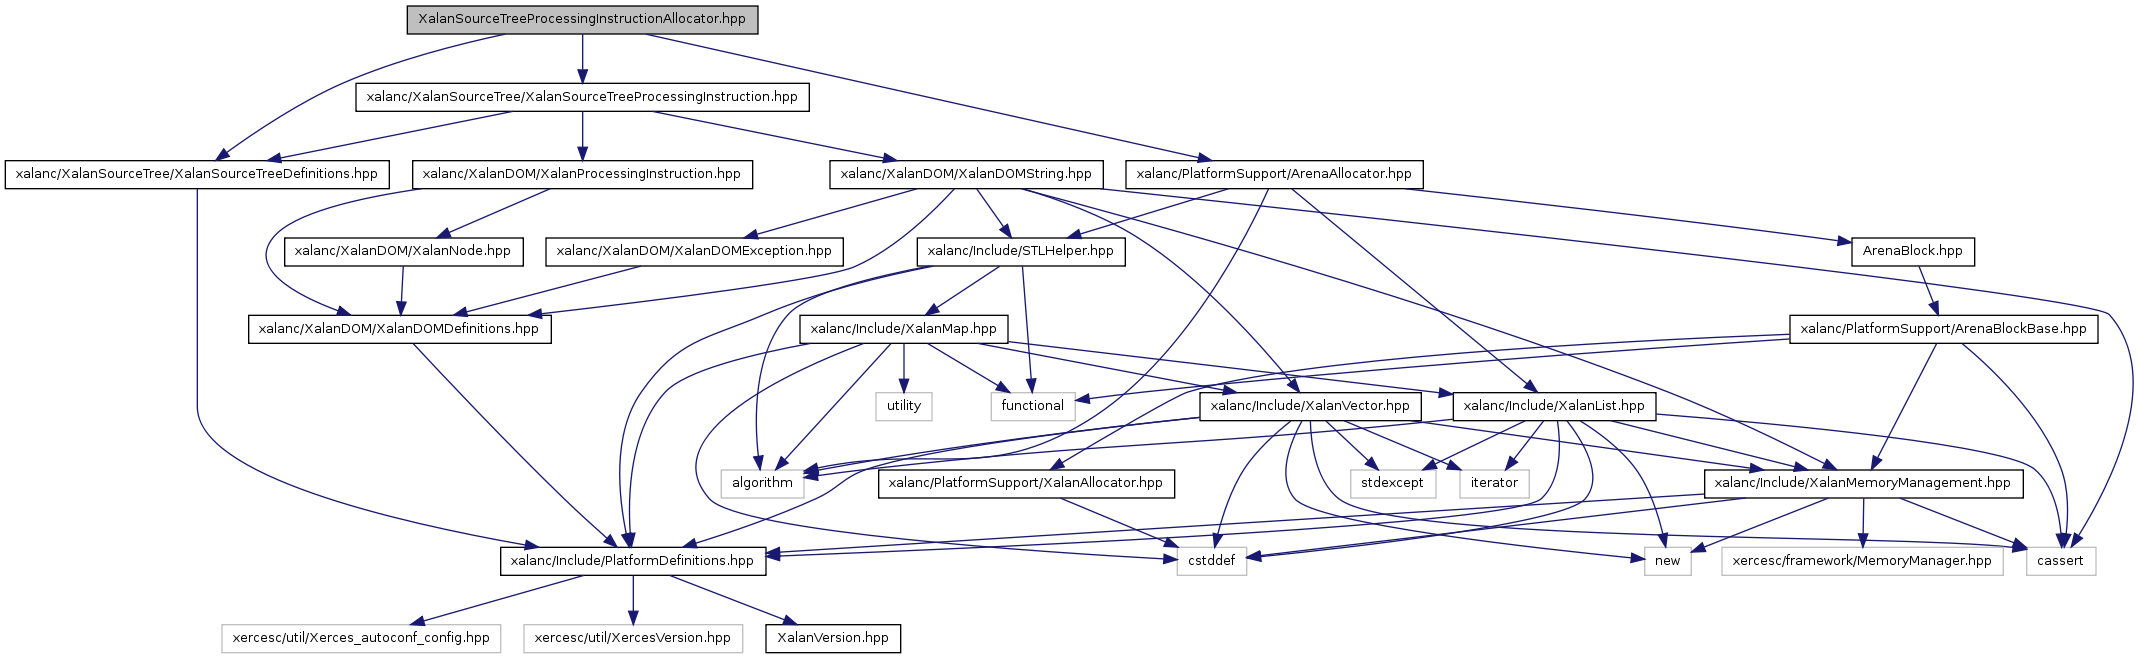 XalanSourceTreeProcessingInstructionAllocator.hpp
xalanc/XalanSourceTree/XalanSourceTreeProcessingInstruction.hpp
xalanc/XalanSourceTree/XalanSourceTreeDefinitions.hpp
xalanc/XalanDOM/XalanProcessingInstruction.hpp
xalanc/XalanDOM/XalanDOMString.hpp
xalanc/PlatformSupport/ArenaAllocator.hpp
xalanc/XalanDOM/XalanNode.hpp
xalanc/XalanDOM/XalanDOMException.hpp
xalanc/Include/STLHelper.hpp
ArenaBlock.hpp
xalanc/XalanDOM/XalanDOMDefinitions.hpp
xalanc/Include/XalanMap.hpp
xalanc/PlatformSupport/ArenaBlockBase.hpp
utility
functional
xalanc/Include/XalanVector.hpp
xalanc/Include/XalanList.hpp
algorithm
xalanc/PlatformSupport/XalanAllocator.hpp
stdexcept
iterator
xalanc/Include/XalanMemoryManagement.hpp
xalanc/Include/PlatformDefinitions.hpp
cstddef
new
xercesc/framework/MemoryManager.hpp
cassert
xercesc/util/Xerces_autoconf_config.hpp
xercesc/util/XercesVersion.hpp
XalanVersion.hpp